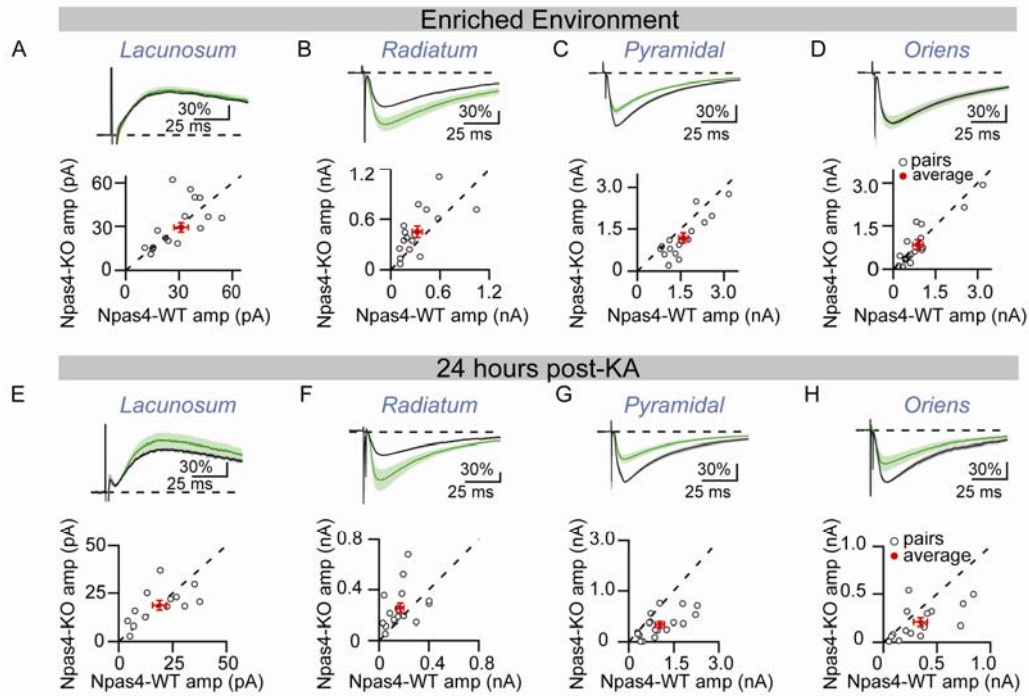 Enriched Environment
A
Lacunosum
B
Radiatum
C
Pyramidal
D
Oriens
30%
25 ms
30%
25 ms
30%
25 ms
30%
25 ms
Npas4-KO amp (pA)
60
30
0
0
30
60
Npas4-WT amp (pA)
Npas4-KO amp (nA)
1.2
0.6
0
0
0.6
1.2
Npas4-WT amp (nA)
Npas4-KO amp (nA)
3.0
1.5
0
0
1.5
3.0
Npas4-WT amp (nA)
Npas4-KO amp (nA)
pairs
average
3.0
1.5
0
0
1.5
3.0
Npas4-WT amp (nA)
24 hours post-KA
E
Lacunosum
F
Radiatum
G
Pyramidal
H
Oriens
30%
25 ms
30%
25 ms
30%
25 ms
30%
25 ms
Npas4-KO amp (pA)
50
25
0
0
25
50
Npas4-WT amp (pA)
Npas4-KO amp (nA)
0.8
0.4
0
0
0.4
0.8
Npas4-WT amp (nA)
Npas4-KO amp (nA)
3.0
1.0
0
0
1.5
3.0
Npas4-WT amp (nA)
Npas4-KO amp (nA)
pairs
average
1.0
0.5
0
0
0.5
1.0
Npas4-WT amp (nA)